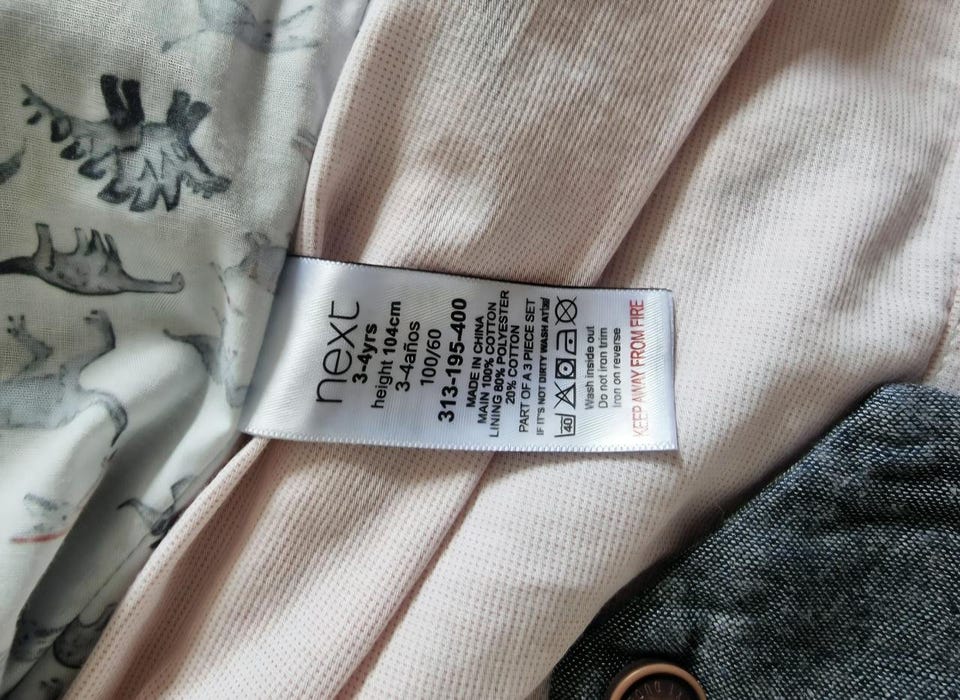 next
3-4yrs
height 104cm
3-4años
100/60
313-195-400
MADE IN CHINA
MAIN 100% COTTON
LINING 80% POLYESTER
20% COTTON
PART OF A 3 PIECE SET
IF IT'S NOT DIRTY WASH AT
40
Wash inside out
Do not iron trim
Iron on reverse
KEEP AWAY FROM FIRE